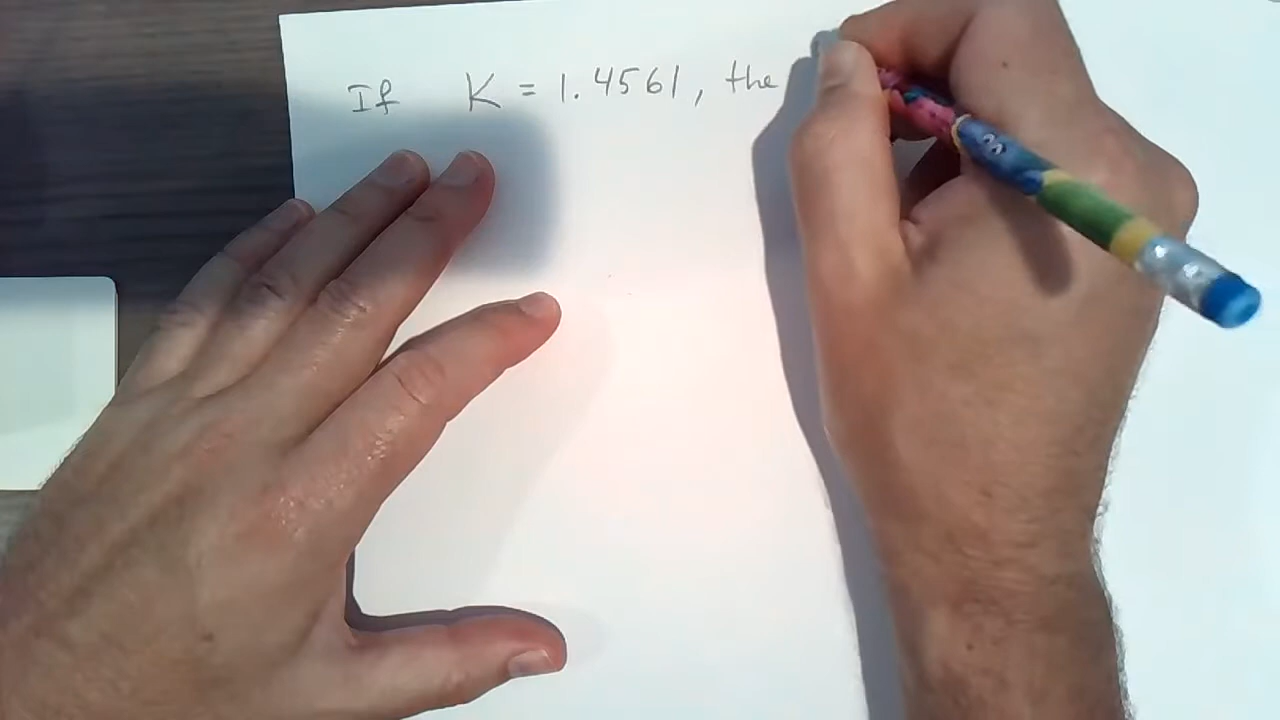 If K = 1.4561, the